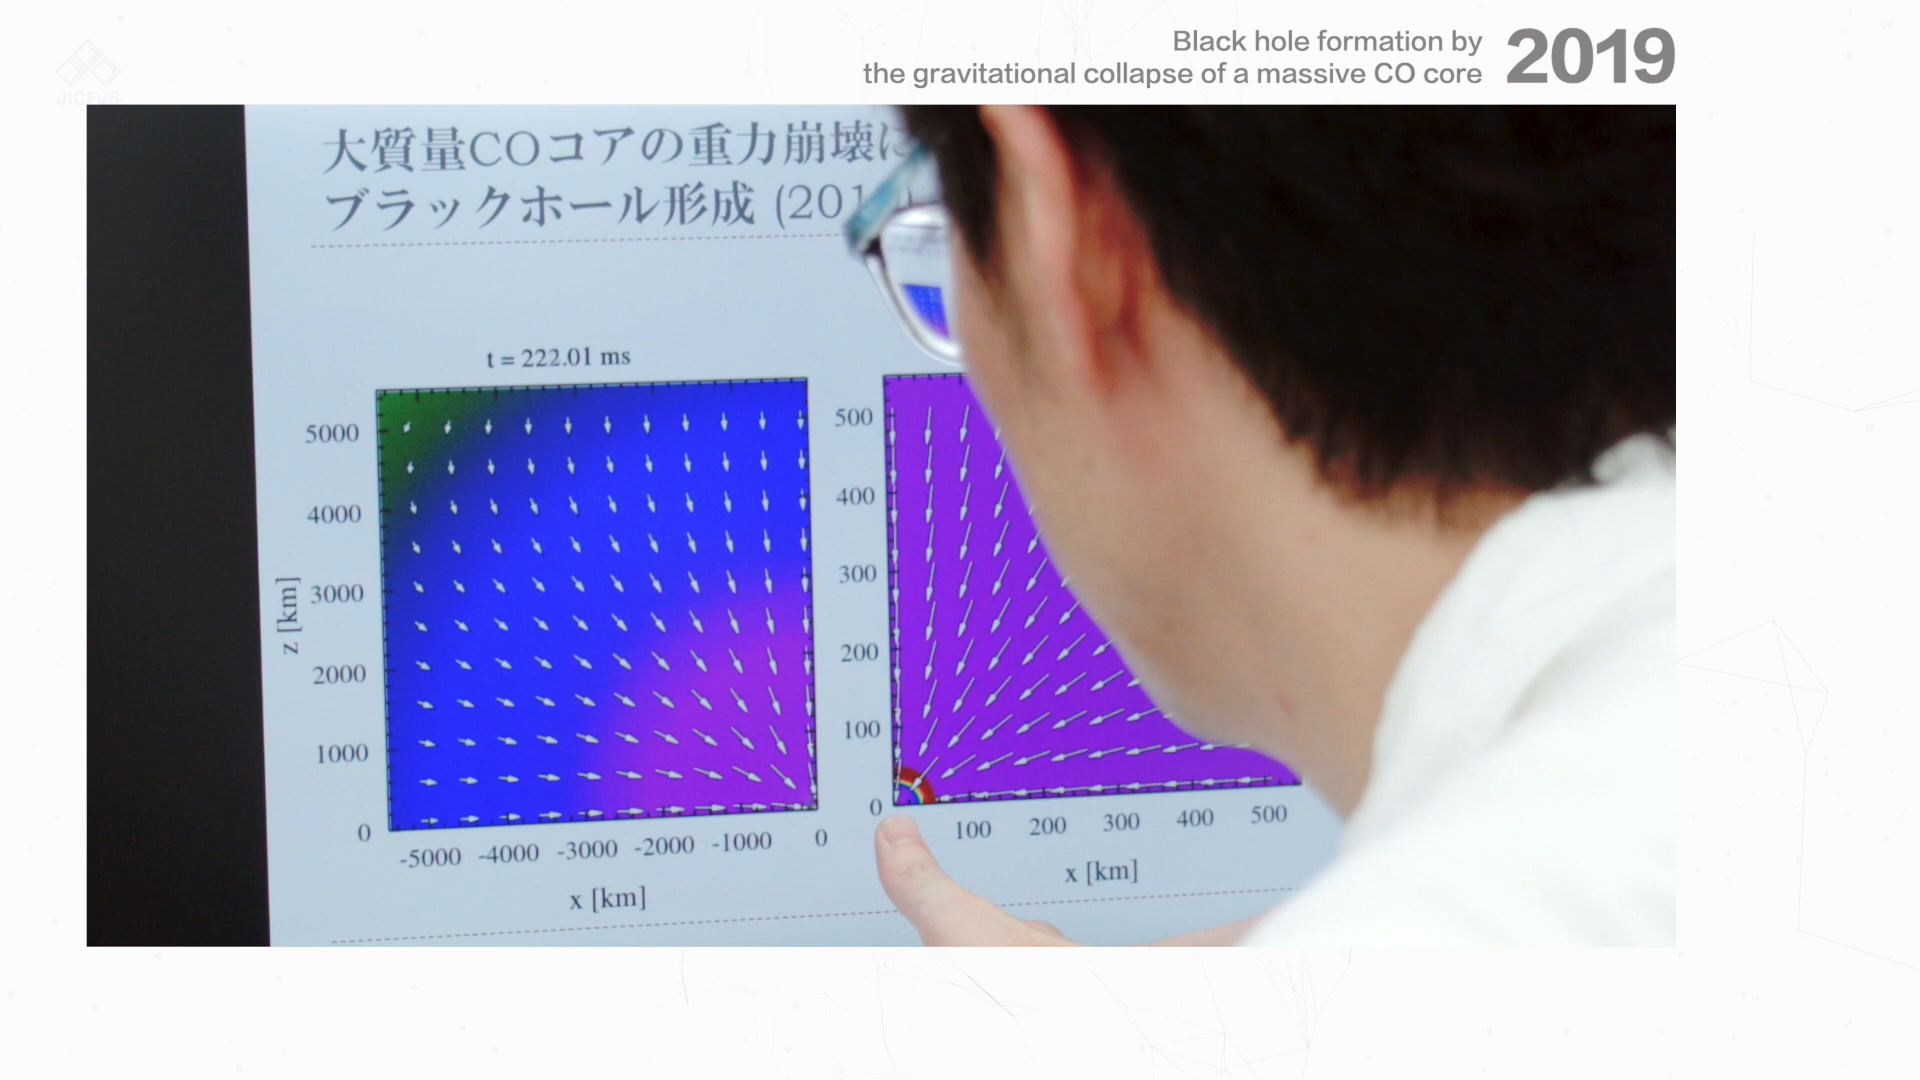 Black hole formation by
the gravitational collapse of a massive CO core
2019
JICFuS
大質量COコアの重力崩壊に
ブラックホール形成 (201
t = 222.01 ms
5000
4000
3000
2000
1000
0
z [km]
-5000 -4000 -3000 -2000 -1000 0
x [km]
500
400
300
200
100
0
100 200 300 400 500
x [km]